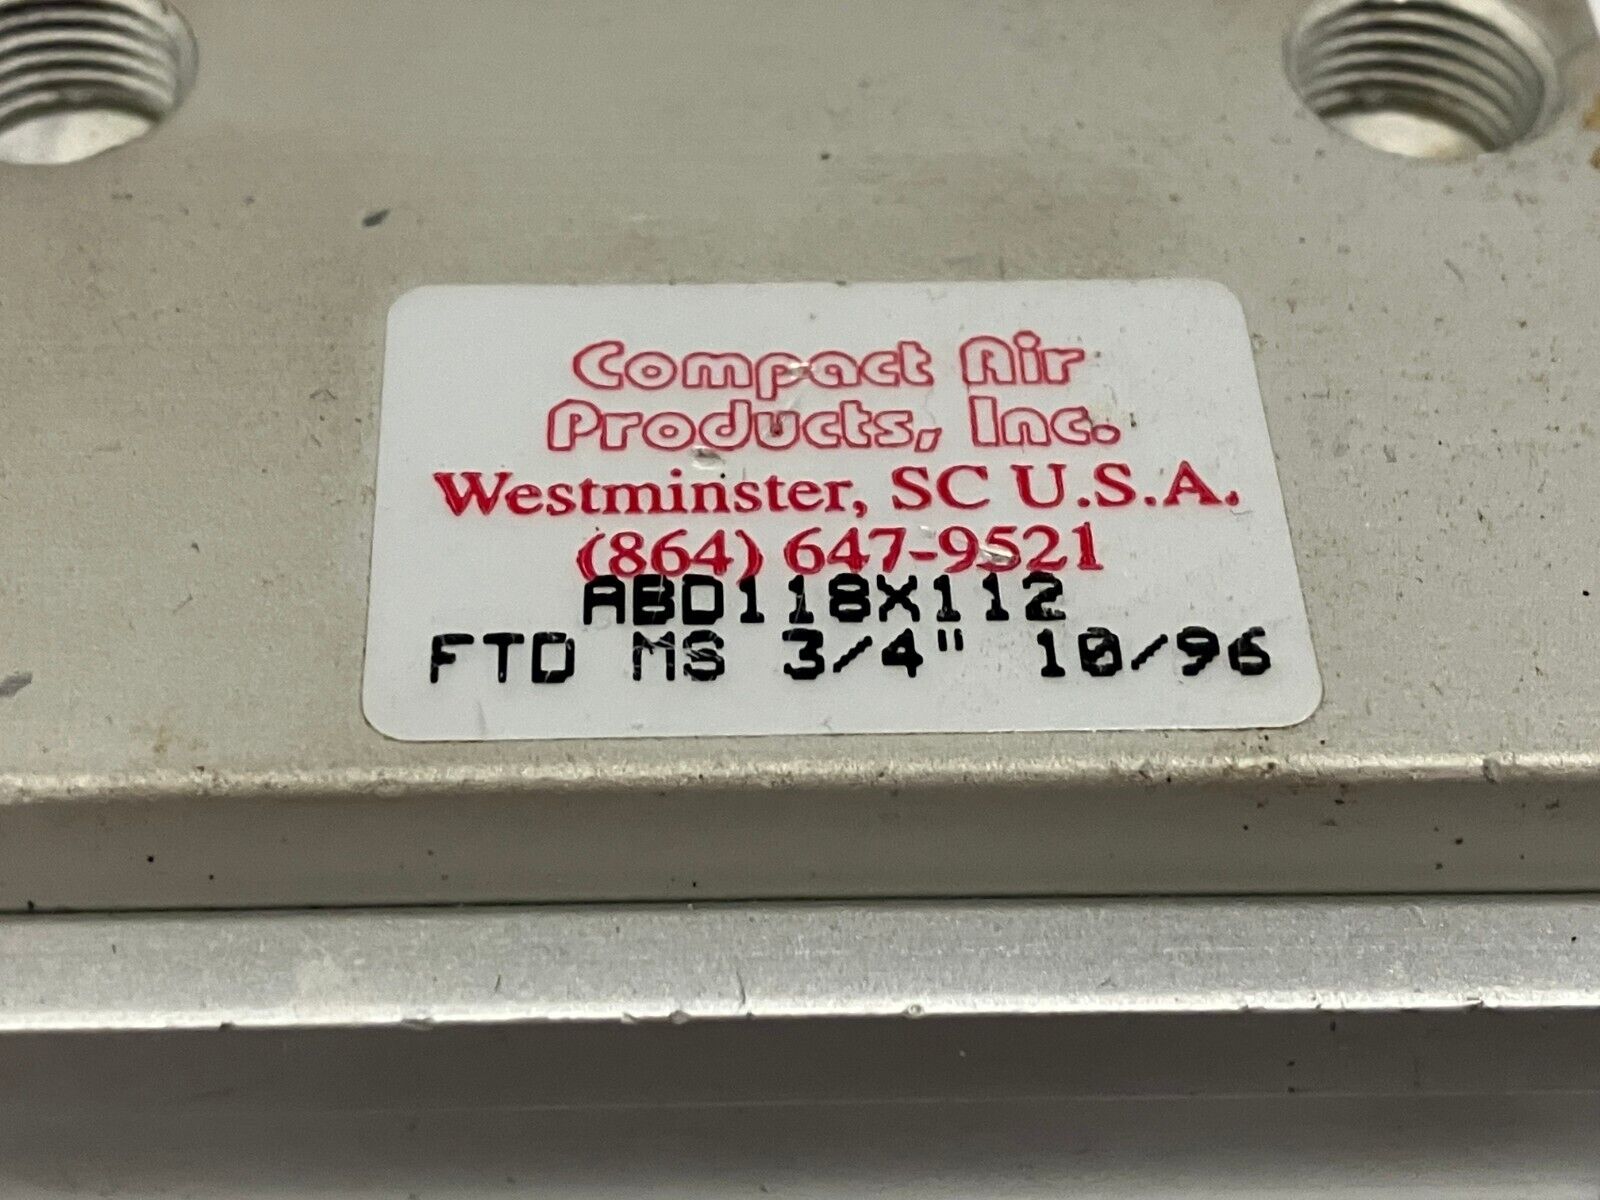 Compact Air
Products, Inc.
Westminster, SC U.S.A.
(864) 647-9521
ABD118X112
FTD MS 3/4" 10/96